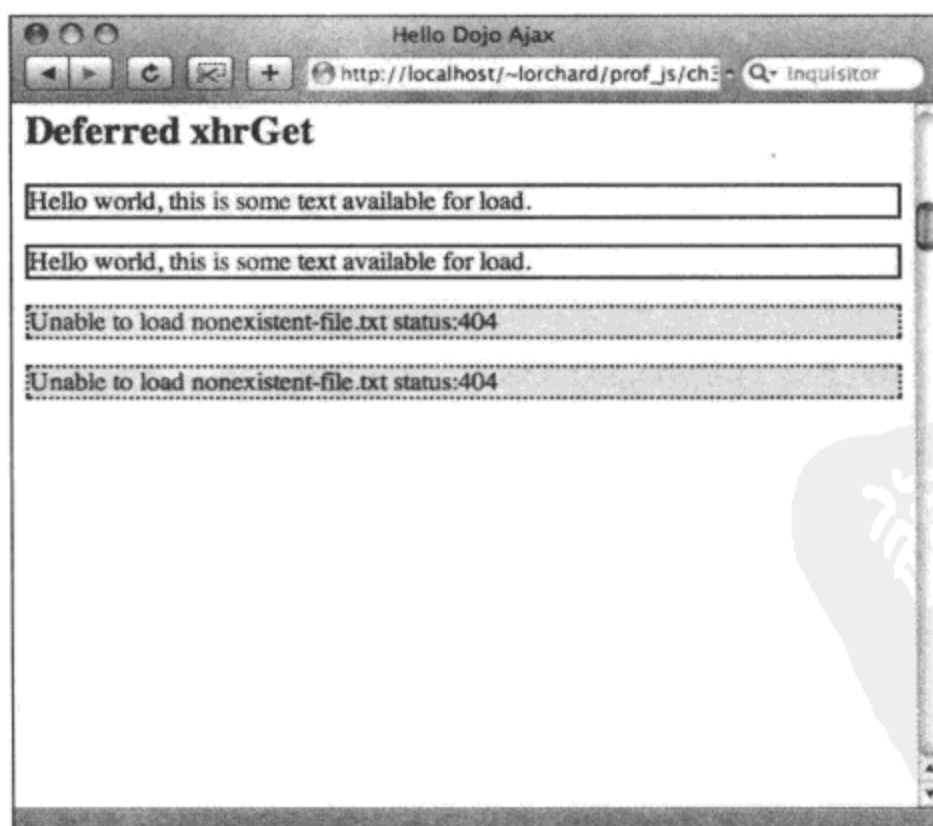 Hello Dojo Ajax
http://localhost/~lorchard/prof_js/ch3
Inquisitor
Deferred xhrGet
Hello world, this is some text available for load.
Hello world, this is some text available for load.
Unable to load nonexistent-file.txt status:404
Unable to load nonexistent-file.txt status:404